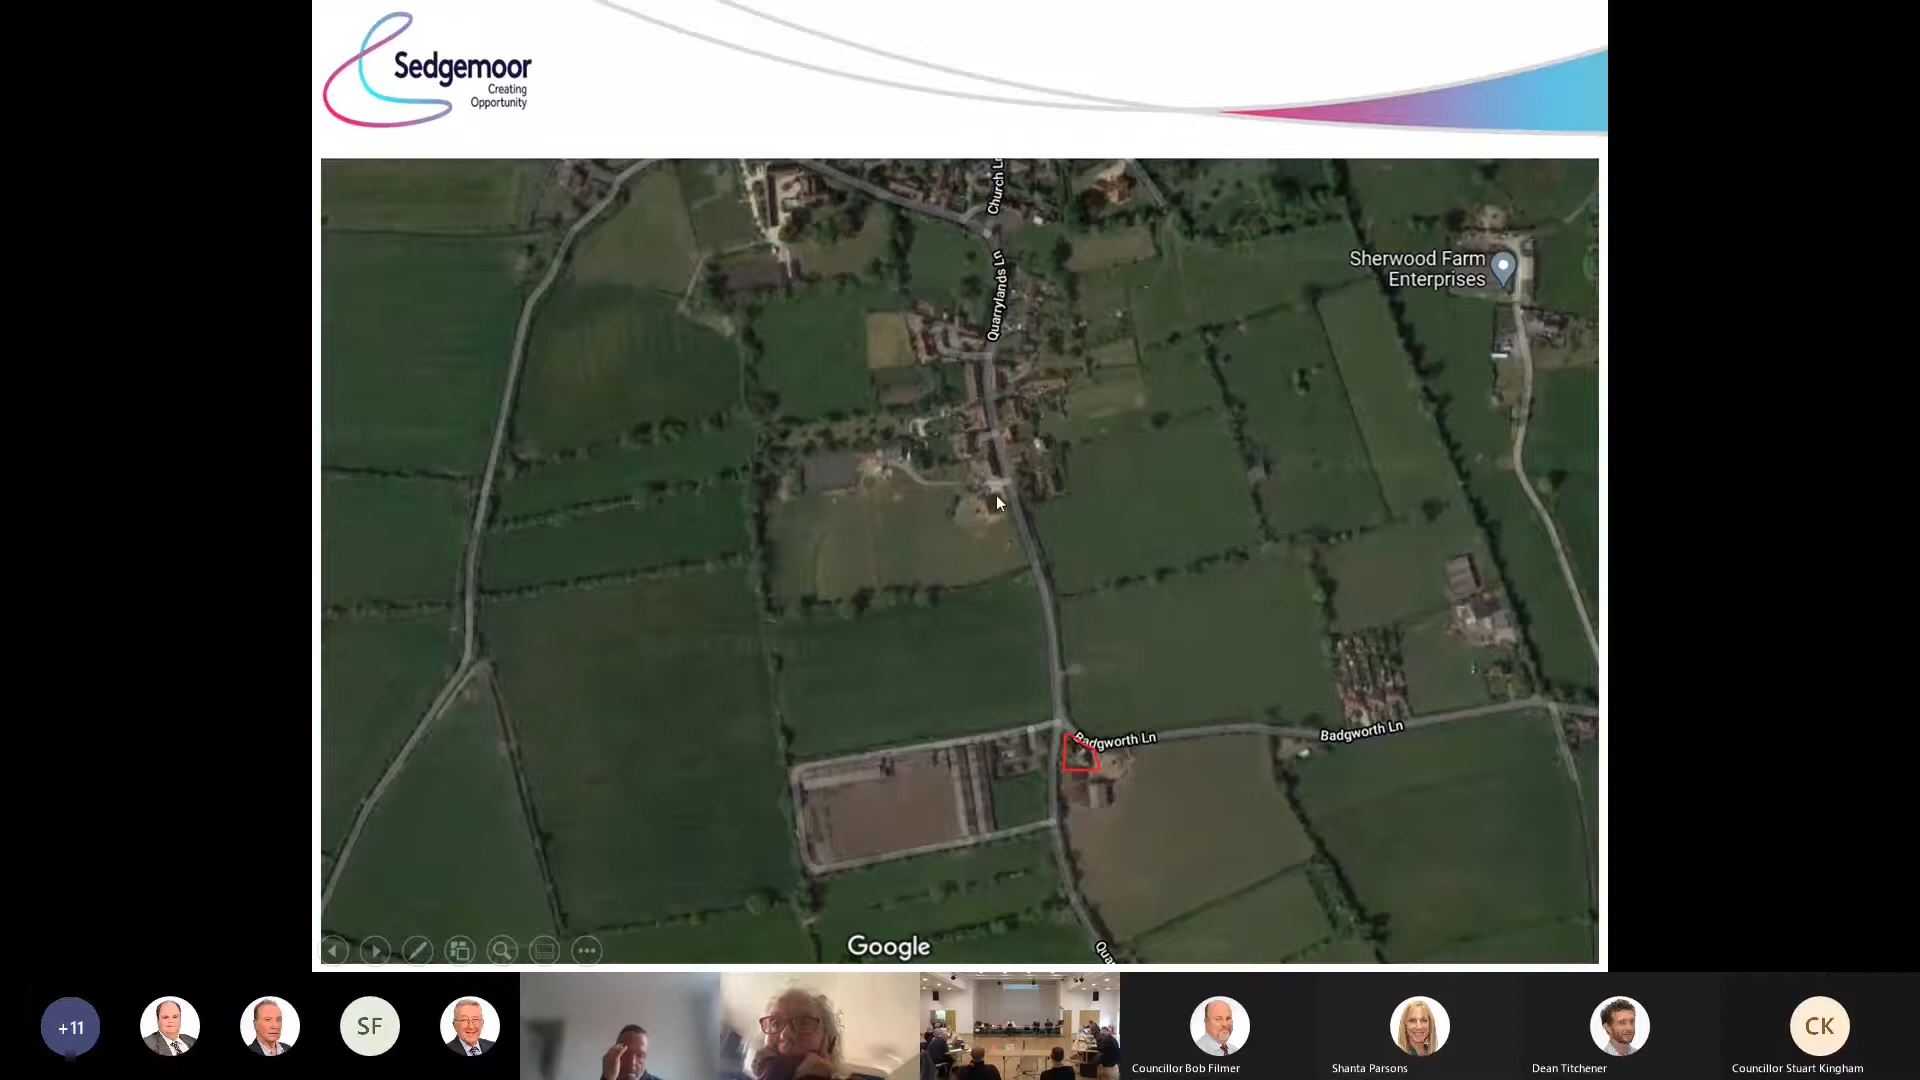 Sedgemoor
Creating
Opportunity
Church L
Quarrylands Ln
Sherwood Farm
Enterprises
Badgworth Ln
Badgworth Ln
Qua
Google
+11
SF
CK
Councillor Bob Filmer
Shanta Parsons
Dean Titchener
Councillor Stuart Kingham